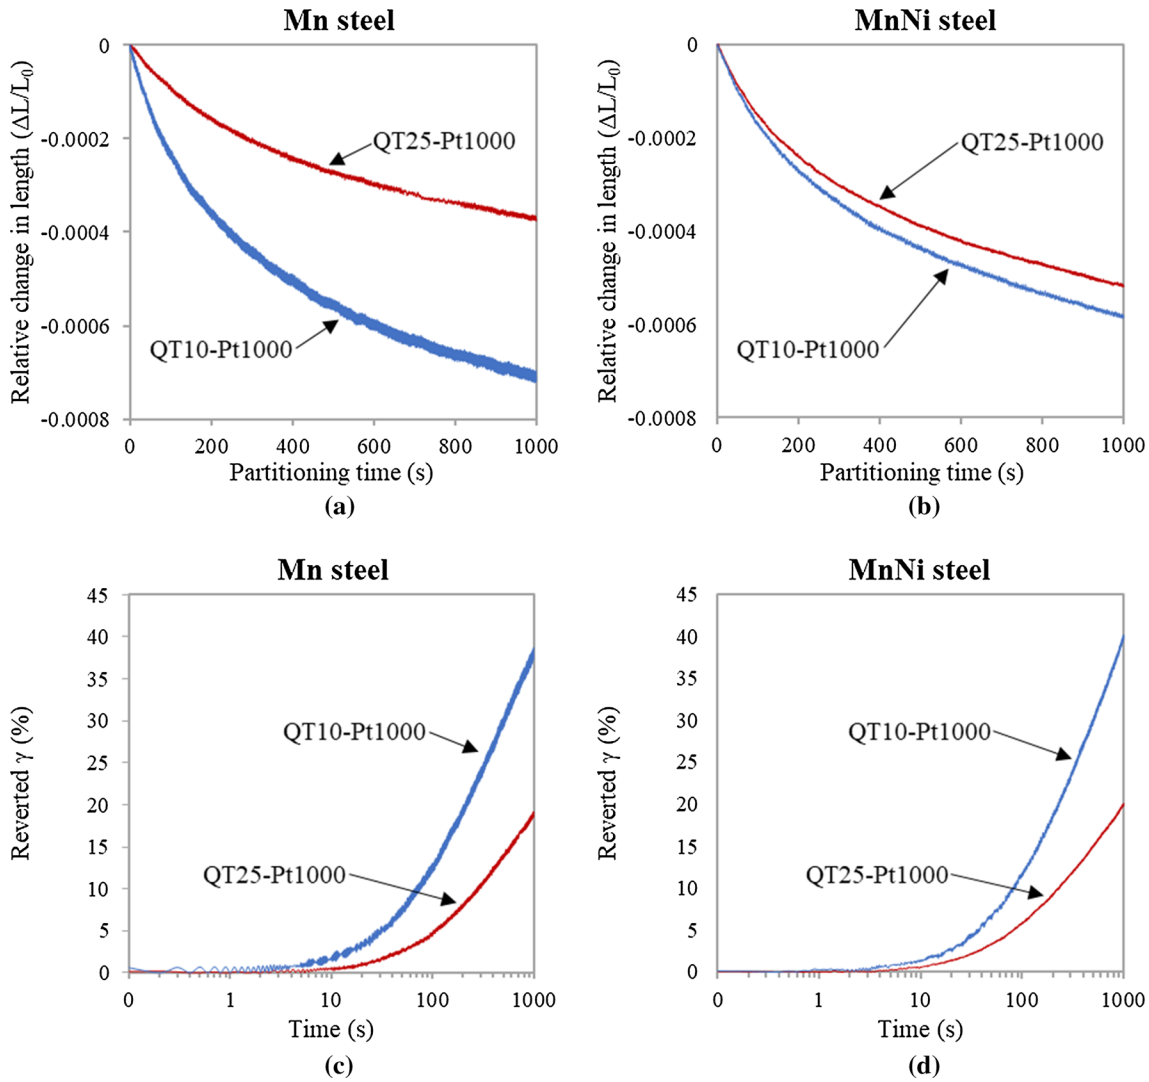 Mn steel
Relative change in length (ΔL/L0)
0
-0.0002
-0.0004
-0.0006
-0.0008
QT25-Pt1000
QT10-Pt1000
0 200 400 600 800 1000
Partitioning time (s)
(a)
MnNi steel
Relative change in length (ΔL/L0)
0
-0.0002
-0.0004
-0.0006
-0.0008
QT25-Pt1000
QT10-Pt1000
0 200 400 600 800 1000
Partitioning time (s)
(b)
Mn steel
Reverted γ (%)
45
40
35
30
25
20
15
10
5
0
QT10-Pt1000
QT25-Pt1000
0 1 10 100 1000
Time (s)
(c)
MnNi steel
Reverted γ (%)
45
40
35
30
25
20
15
10
5
0
QT10-Pt1000
QT25-Pt1000
0 1 10 100 1000
Time (s)
(d)